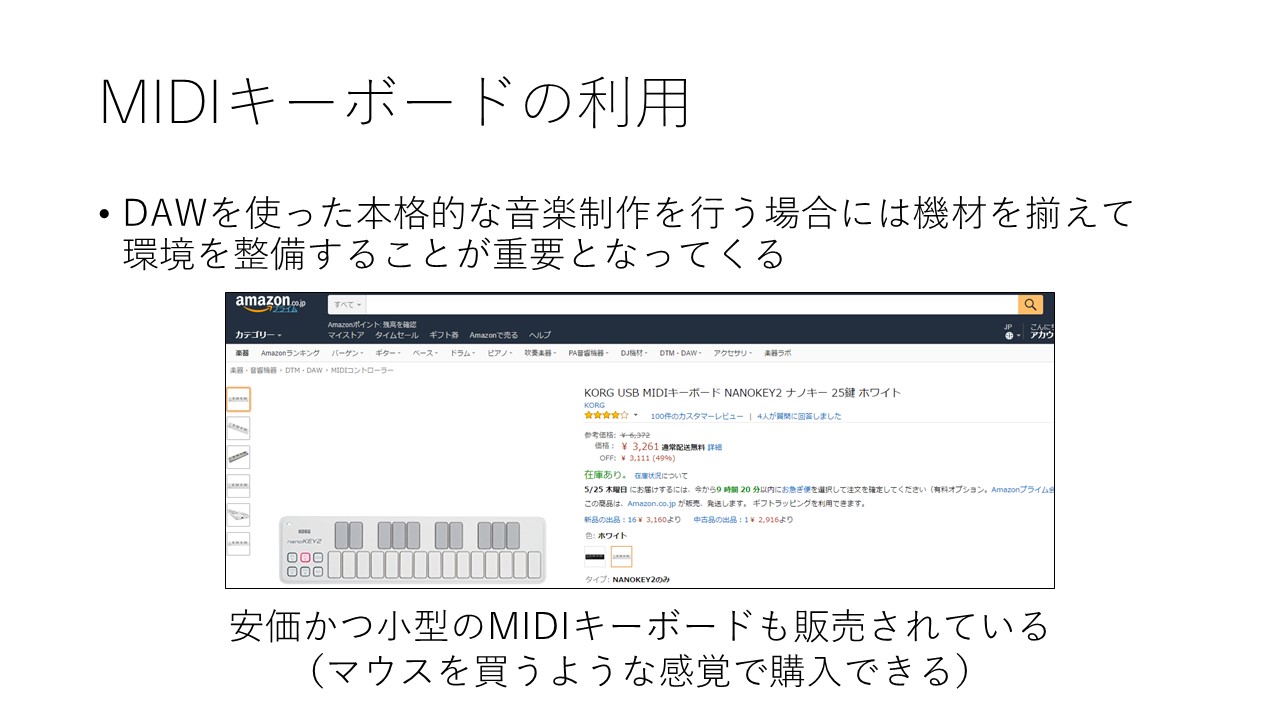 MIDIキーボードの利用
• DAWを使った本格的な音楽制作を行う場合には機材を揃えて
環境を整備することが重要となってくる
amazon.co.jp
プライム
すべて
Amazonポイント: 残高を確認
カテゴリー マイストア タイムセール ギフト券 Amazonで売る ヘルプ
JP こんにち
アカウ
楽器 Amazonランキング バーゲン ギター ベース ドラム ピアノ 吹奏楽器 PA音響機器 DJ機材 DTM・DAW アクセサリ 楽器ラボ
楽器・音響機器 › DTM・DAW › MIDIコントローラー
KORG USB MIDIキーボード NANOKEY2 ナノキー 25鍵 ホワイト
KORG
100件のカスタマーレビュー | 4人が質問に回答しました
参考価格: ¥ 6,372
価格: ¥ 3,261 通常配送無料 詳細
OFF: ¥ 3,111 (49%)
在庫あり。 在庫状況について
5/25 木曜日 にお届けするには、今から9 時間 20 分以内にお急ぎ便を選択して注文を確定してください（有料オプション。Amazonプライム会
この商品は、Amazon.co.jp が販売、発送します。 ギフトラッピングを利用できます。
新品の出品：16¥ 3,160より 中古品の出品：1¥ 2,916より
色: ホワイト
KORG
nanoKEY2
タイプ: NANOKEY2のみ
安価かつ小型のMIDIキーボードも販売されている
（マウスを買うような感覚で購入できる）